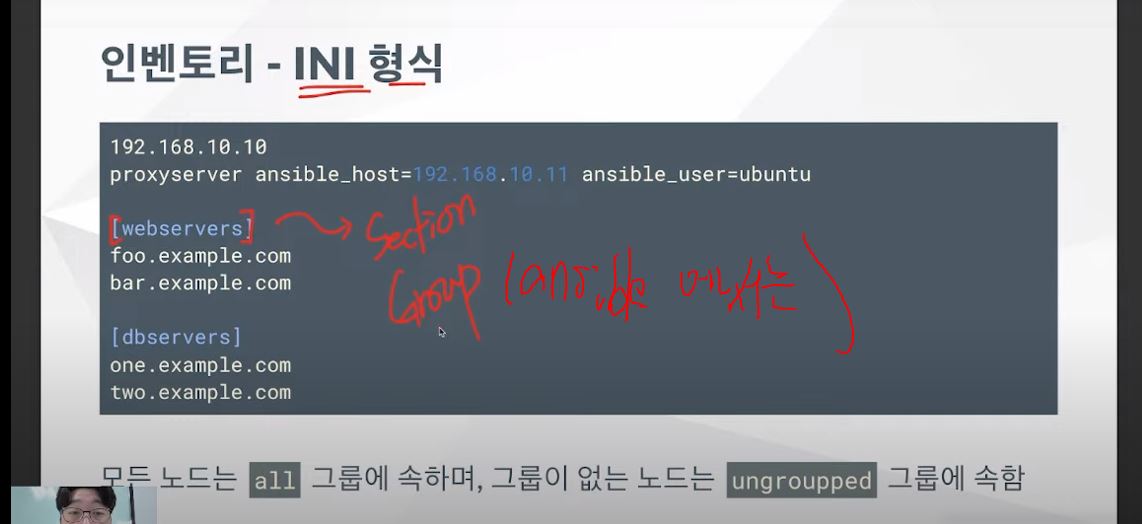 인벤토리 - INI 형식
192.168.10.10
proxyserver ansible_host=192.168.10.11 ansible_user=ubuntu
[webservers]
Section
foo.example.com
bar.example.com
Group (ansible 에서는)
[dbservers]
one.example.com
two.example.com
모든 노드는 all 그룹에 속하며, 그룹이 없는 노드는 ungroupped 그룹에 속함